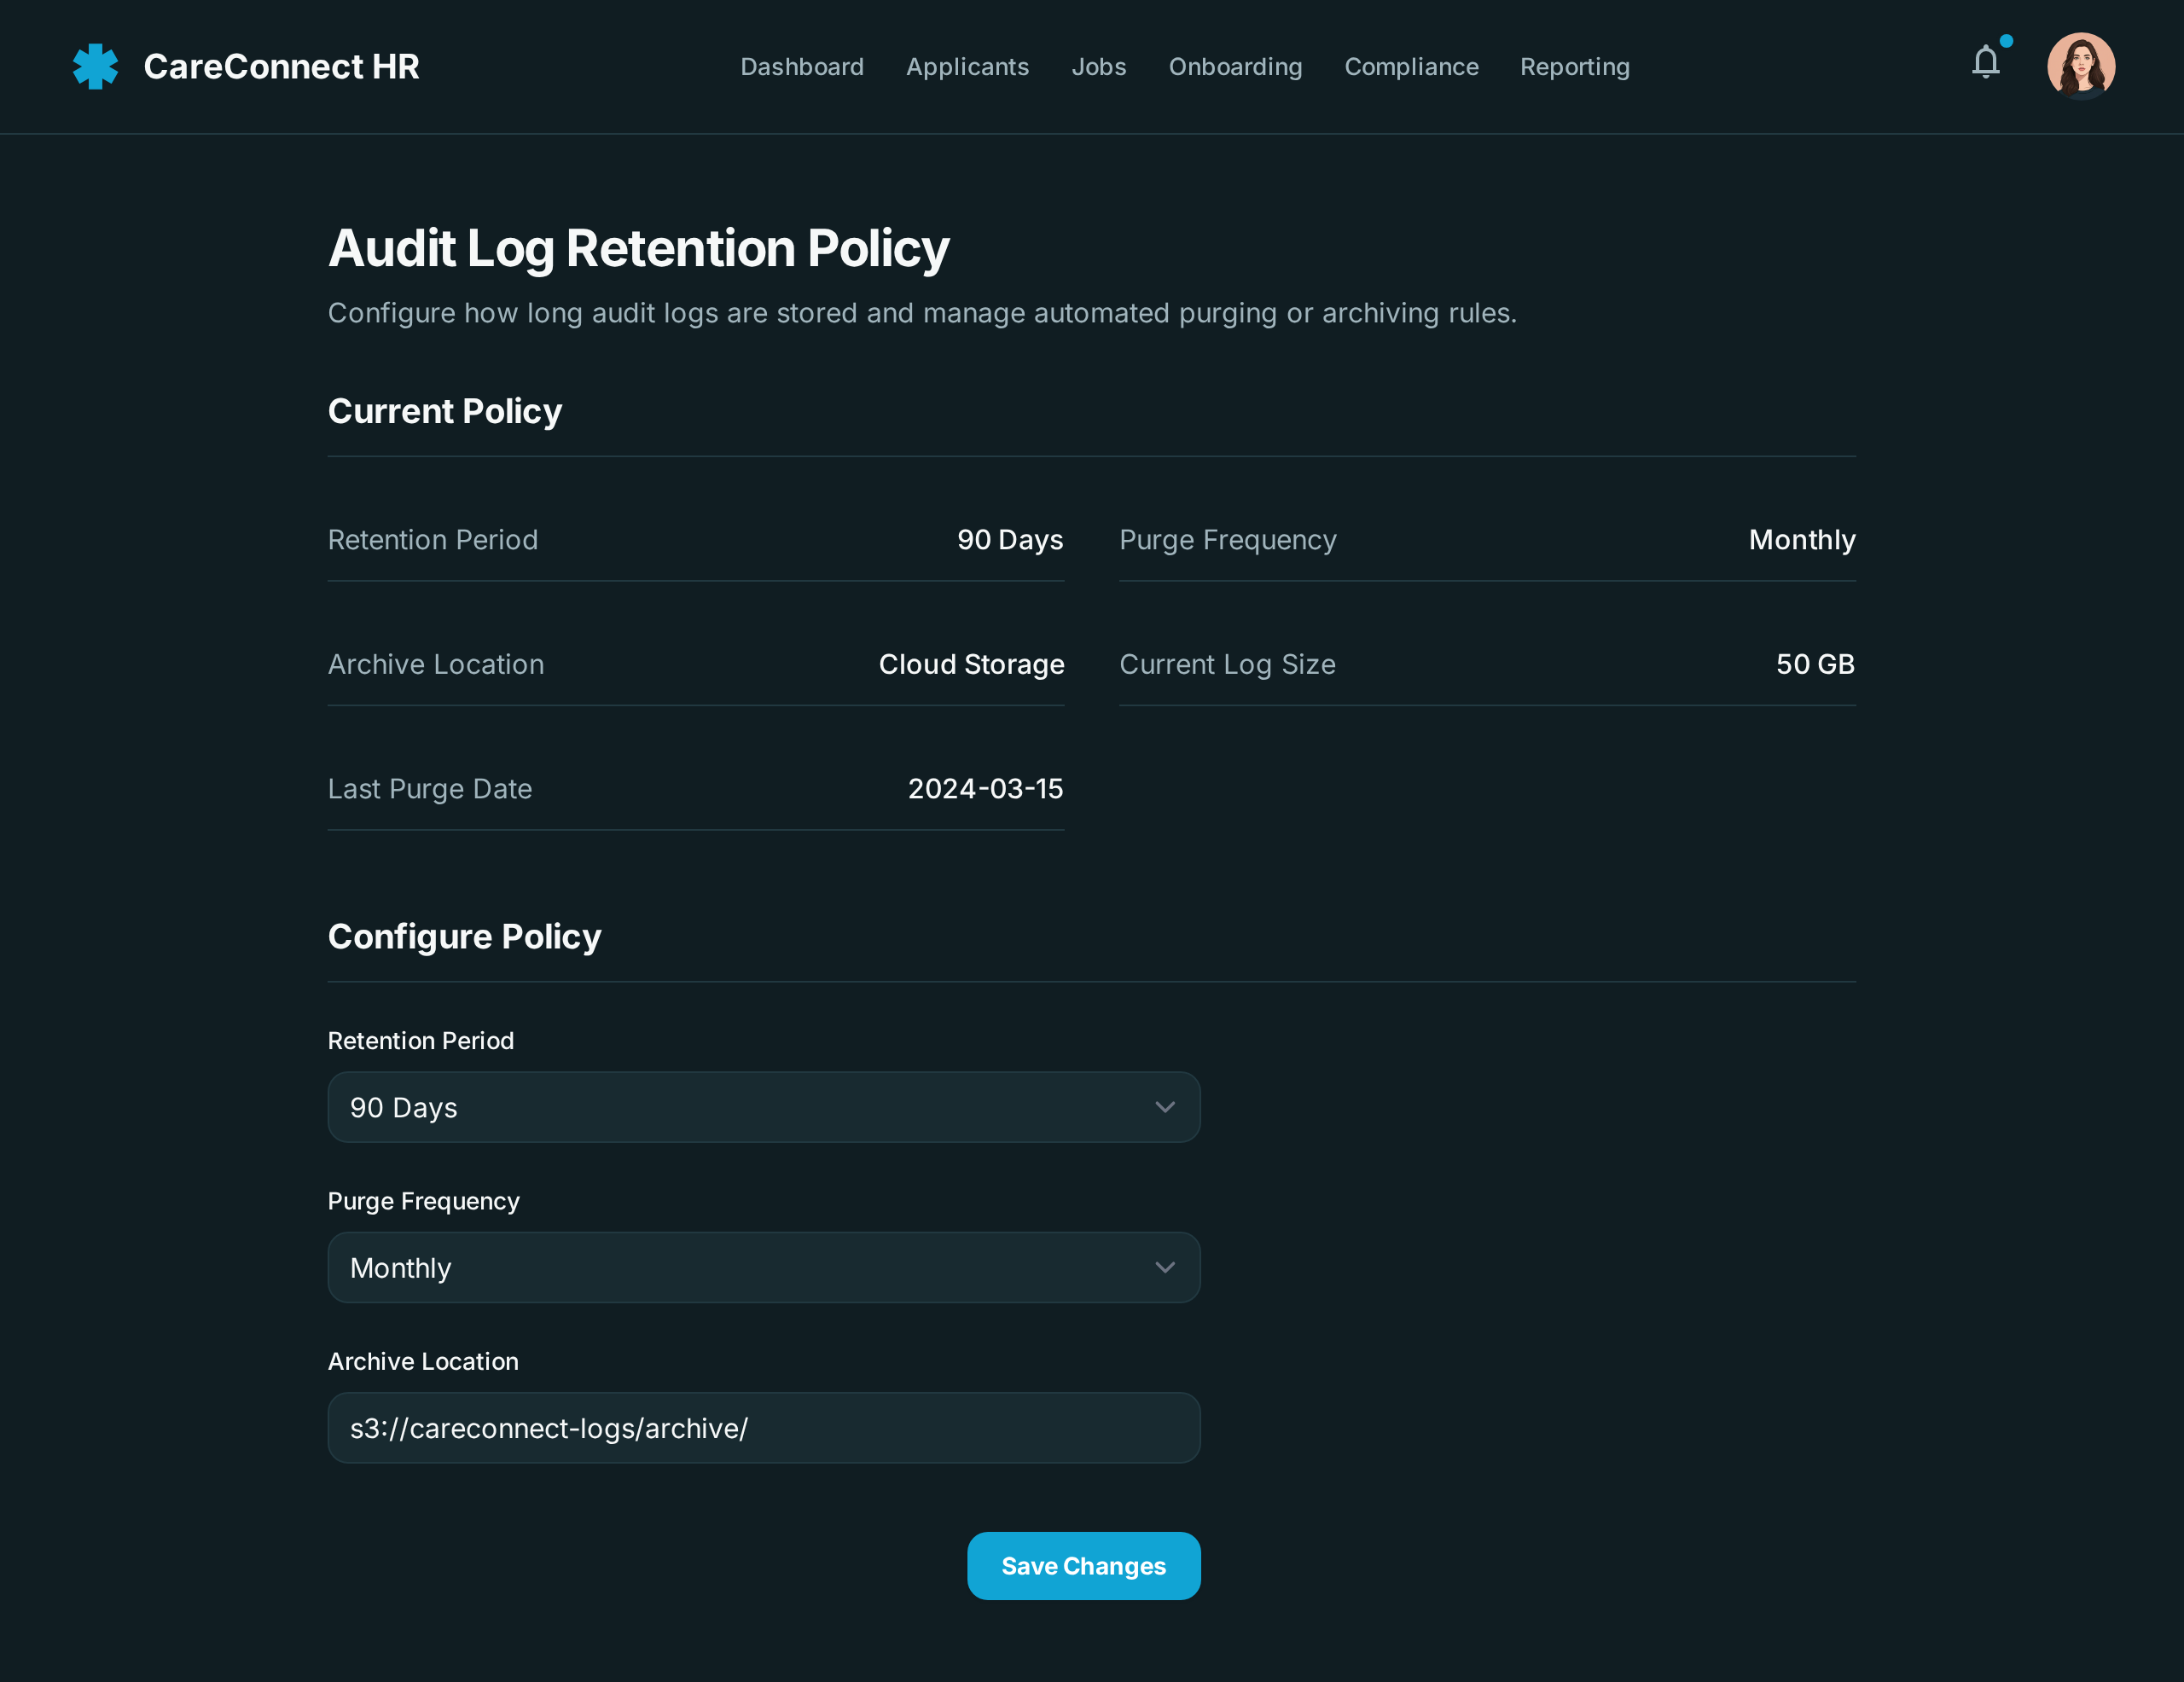 CareConnect HR
Dashboard Applicants Jobs Onboarding Compliance Reporting
Audit Log Retention Policy
Configure how long audit logs are stored and manage automated purging or archiving rules.
Current Policy
Retention Period 90 Days
Purge Frequency Monthly
Archive Location Cloud Storage
Current Log Size 50 GB
Last Purge Date 2024-03-15
Configure Policy
Retention Period
90 Days
Purge Frequency
Monthly
Archive Location
s3://careconnect-logs/archive/
Save Changes